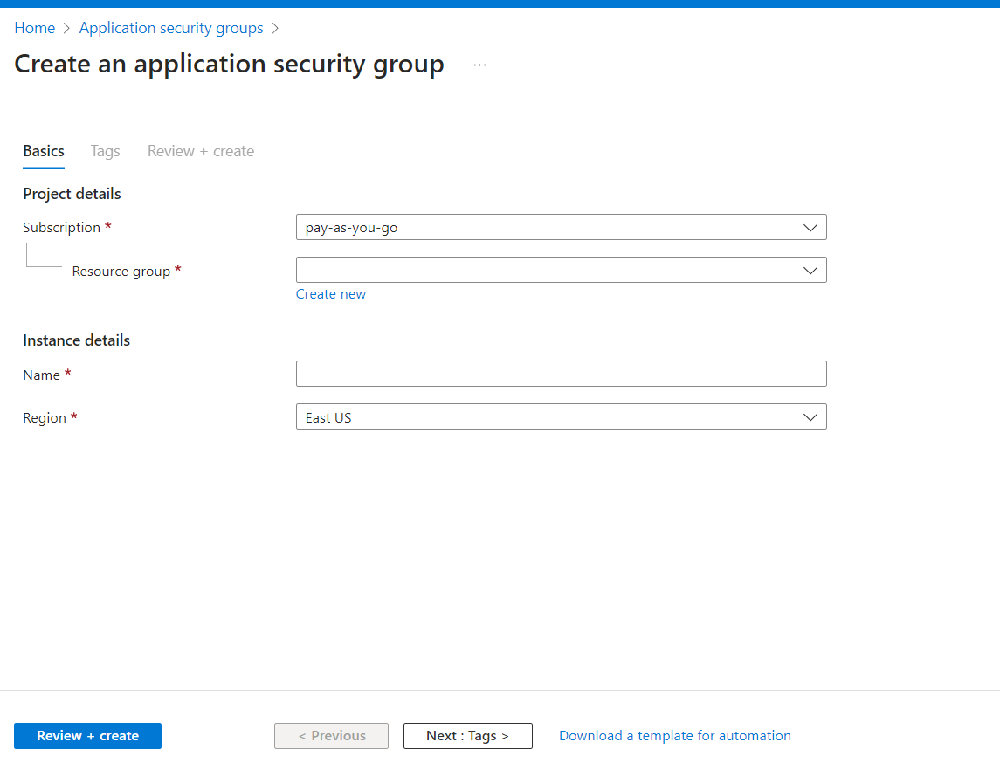 Home > Application security groups >
Create an application security group ...
Basics Tags Review + create
Project details
Subscription * pay-as-you-go
Resource group *
Create new
Instance details
Name *
Region * East US
Review + create < Previous Next : Tags > Download a template for automation